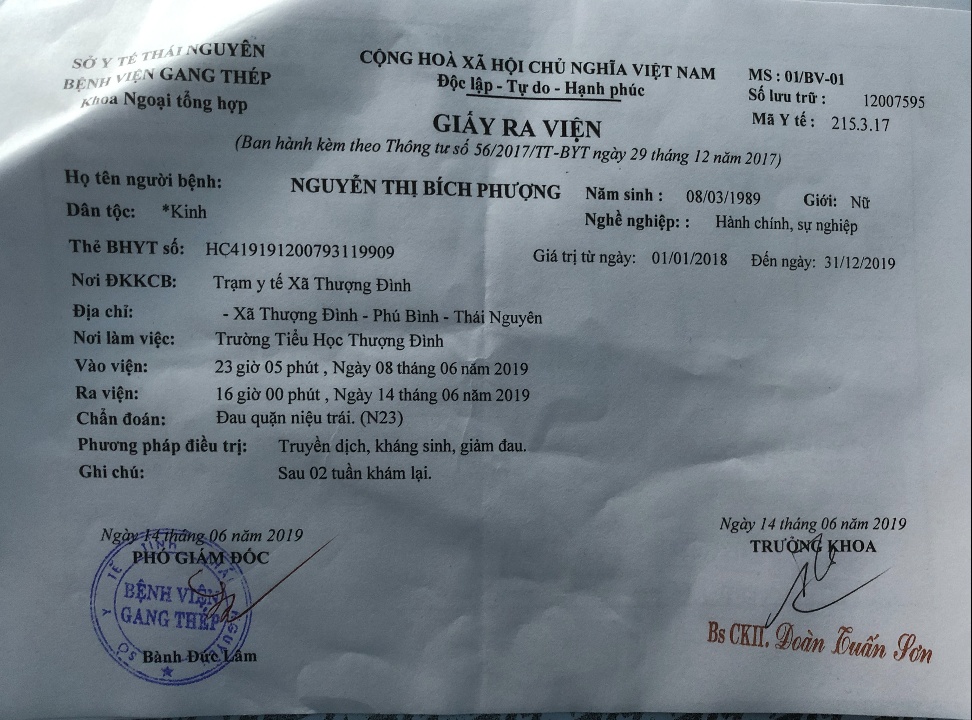 SỞ Y TẾ THÁI NGUYÊN
BỆNH VIỆN GANG THÉP
Khoa Ngoại tổng hợp
CỘNG HOÀ XÃ HỘI CHỦ NGHĨA VIỆT NAM
Độc lập - Tự do - Hạnh phúc
MS : 01/BV-01
Số lưu trữ : 12007595
Mã Y tế : 215.3.17
GIẤY RA VIỆN
(Ban hành kèm theo Thông tư số 56/2017/TT-BYT ngày 29 tháng 12 năm 2017)
Họ tên người bệnh: NGUYỄN THỊ BÍCH PHƯỢNG Năm sinh : 08/03/1989 Giới: Nữ
Dân tộc: *Kinh Nghề nghiệp: : Hành chính, sự nghiệp
Thẻ BHYT số: HC419191200793119909 Giá trị từ ngày: 01/01/2018 Đến ngày: 31/12/2019
Nơi ĐKKCB: Trạm y tế Xã Thượng Đình
Địa chỉ: - Xã Thượng Đình - Phú Bình - Thái Nguyên
Nơi làm việc: Trường Tiểu Học Thượng Đình
Vào viện: 23 giờ 05 phút , Ngày 08 tháng 06 năm 2019
Ra viện: 16 giờ 00 phút , Ngày 14 tháng 06 năm 2019
Chẩn đoán: Đau quặn niệu trái. (N23)
Phương pháp điều trị: Truyền dịch, kháng sinh, giảm đau.
Ghi chú: Sau 02 tuần khám lại.
Ngày 14 tháng 06 năm 2019
PHÓ GIÁM ĐỐC
SỞ Y TẾ TỈNH THÁI NGUYÊN
BỆNH VIỆN
GANG THÉP
Bành Đức Lâm
Ngày 14 tháng 06 năm 2019
TRƯỞNG KHOA
Bs CKII. Đoàn Tuấn Sơn